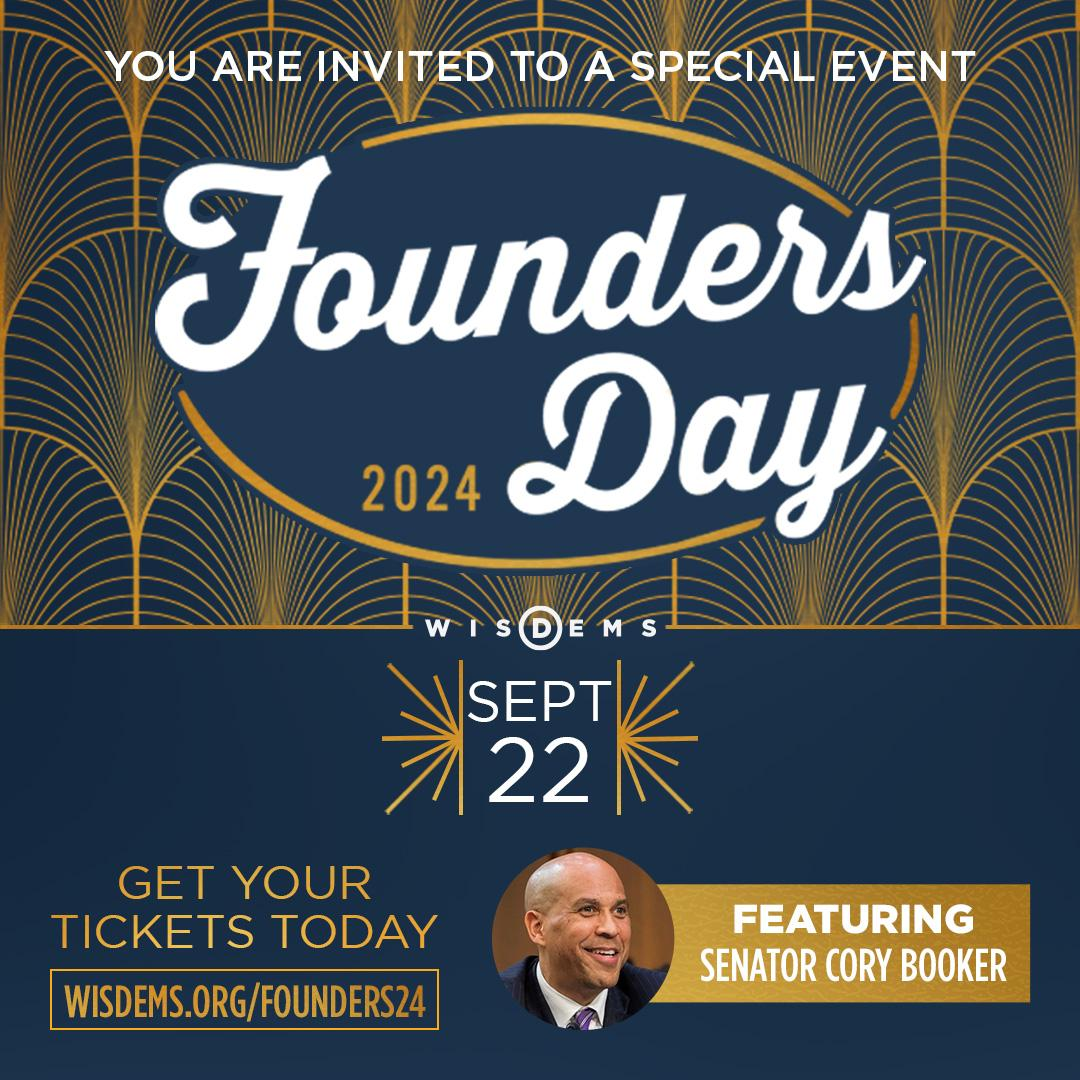 YOU ARE INVITED TO A SPECIAL EVENT
Founders
Day
2024
WISDEMS
SEPT
22
GET YOUR
TICKETS TODAY
WISDEMS.ORG/FOUNDERS24
FEATURING
SENATOR CORY BOOKER